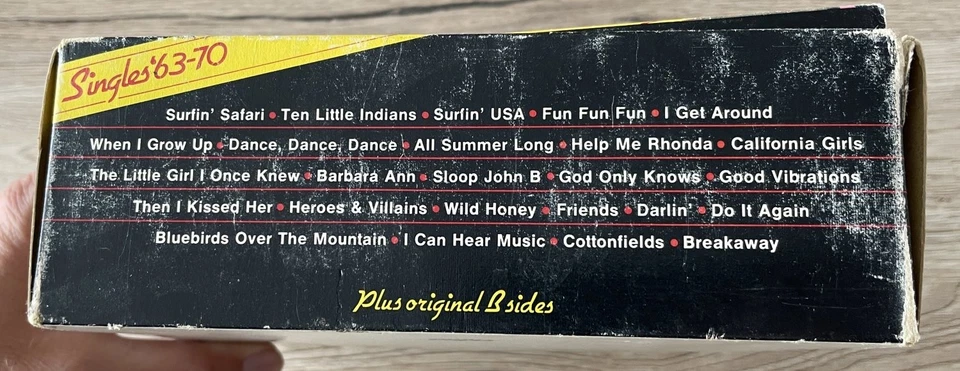 Singles '63-70
Surfin' Safari • Ten Little Indians • Surfin' USA • Fun Fun Fun • I Get Around
When I Grow Up • Dance, Dance, Dance • All Summer Long • Help Me Rhonda • California Girls
The Little Girl I Once Knew • Barbara Ann • Sloop John B • God Only Knows • Good Vibrations
Then I Kissed Her • Heroes & Villains • Wild Honey • Friends • Darlin' • Do It Again
Bluebirds Over The Mountain • I Can Hear Music • Cottonfields • Breakaway
Plus original B sides